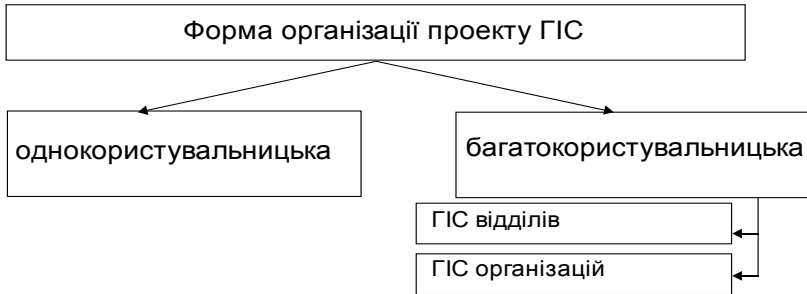 Форма організації проекту ГІС
однокористувальницька
багатокористувальницька
ГІС відділів
ГІС організацій